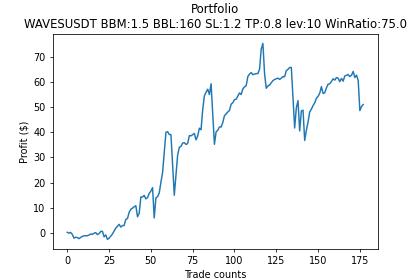 Portfolio
WAVESUSDT BBM:1.5 BBL:160 SL:1.2 TP:0.8 lev:10 WinRatio:75.0
Profit ($)
70
60
50
40
30
20
10
0
0 25 50 75 100 125 150 175
Trade counts